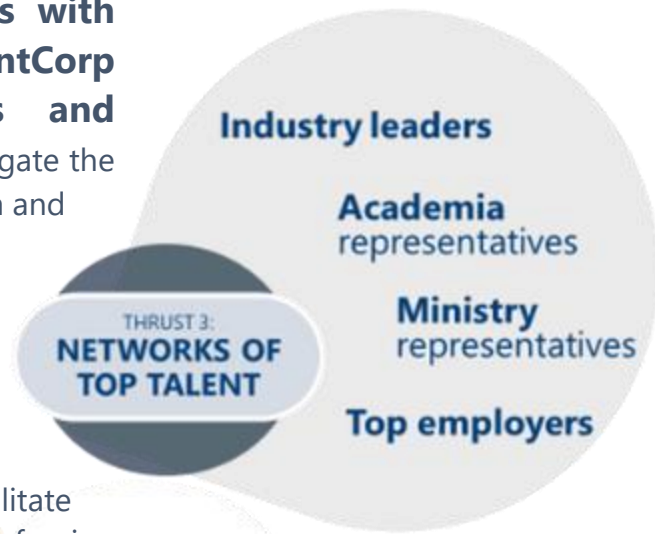 s with
ntCorp
s and
gate the
n and
litate
Industry leaders
Academia
representatives
Ministry
representatives
Top employers
THRUST 3:
NETWORKS OF
TOP TALENT